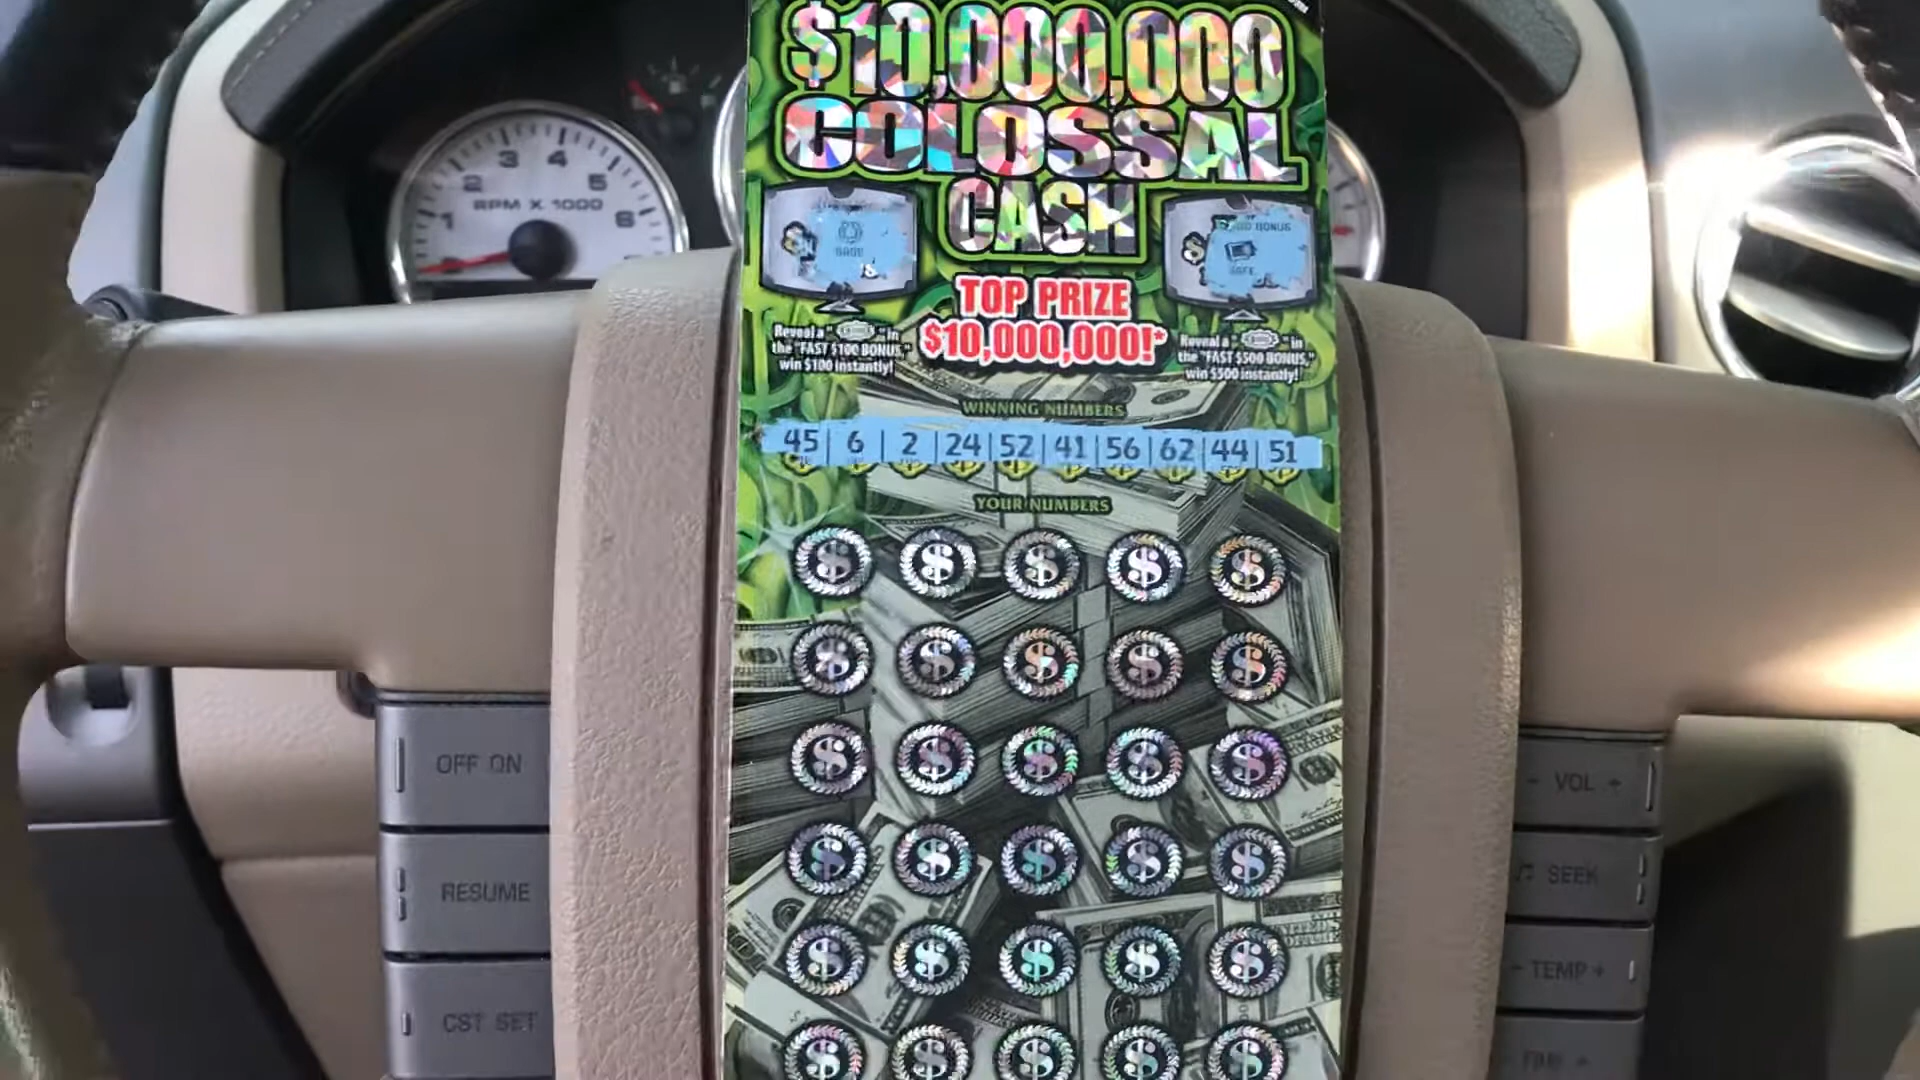 $10,000,000
COLOSSAL
CASH
TOP PRIZE
$10,000,000!*
Reveal a " " in
the "FAST $100 BONUS,"
win $100 instantly!
BONUS
SAFE
Reveal a " " in
the "FAST $500 BONUS,"
win $500 instantly!
WINNING NUMBERS
45 6 2 24 52 41 56 62 44 51
YOUR NUMBERS
1 2 3 4 5 6
RPM X 1000
OFF ON
RESUME
CST SET
- VOL +
SEEK
- TEMP +